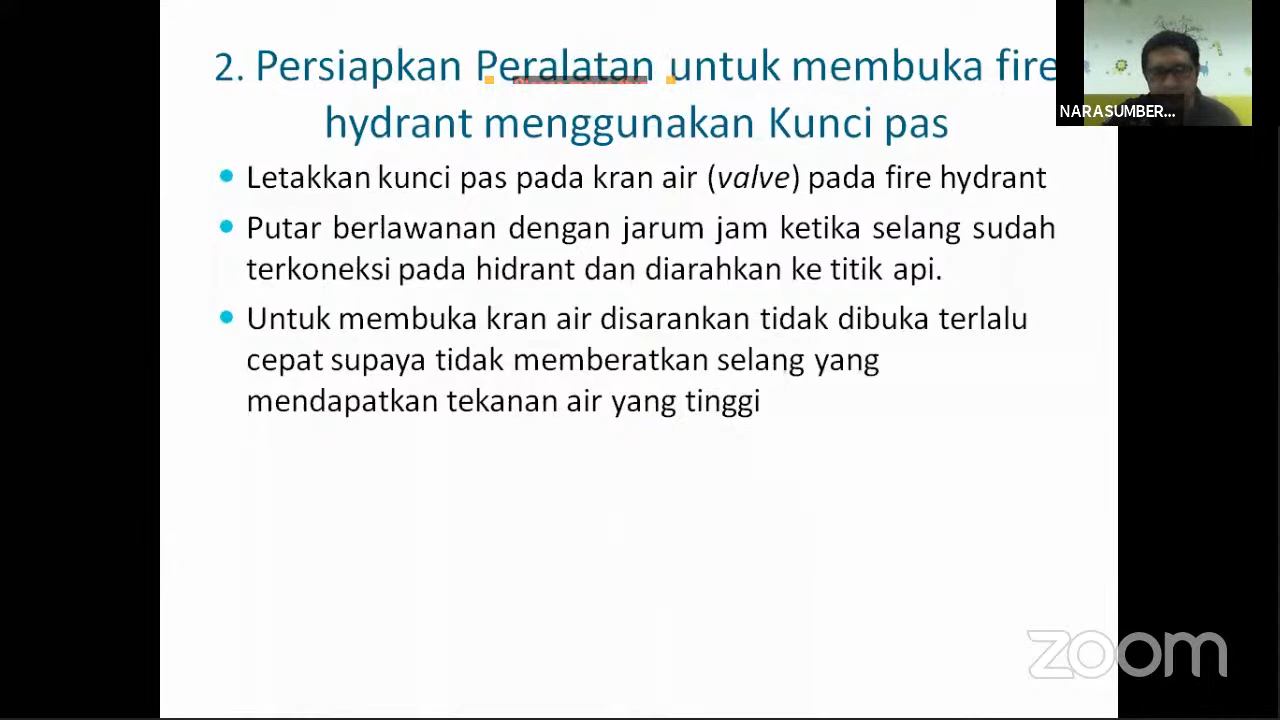 2. Persiapkan Peralatan untuk membuka fire
hydrant menggunakan Kunci pas
Letakkan kunci pas pada kran air (valve) pada fire hydrant
Putar berlawanan dengan jarum jam ketika selang sudah
terkoneksi pada hidrant dan diarahkan ke titik api.
Untuk membuka kran air disarankan tidak dibuka terlalu
cepat supaya tidak memberatkan selang yang
mendapatkan tekanan air yang tinggi
NARASUMBER...
zoom